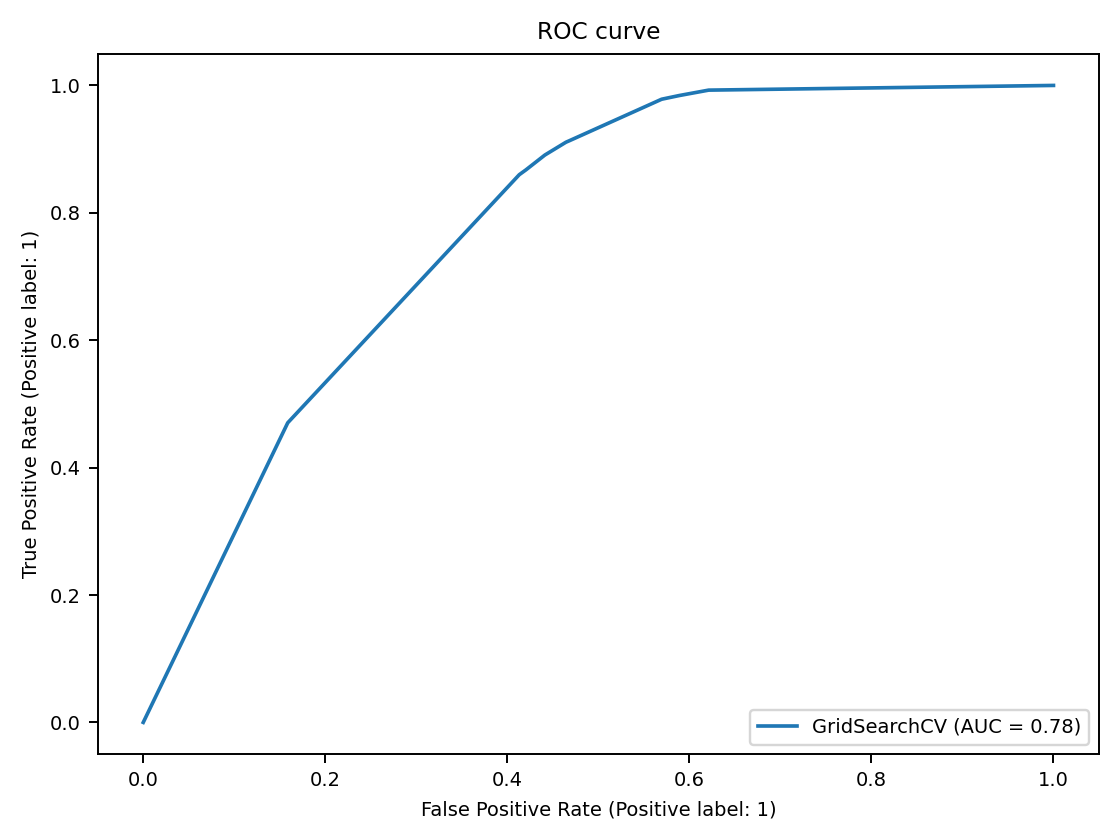 ROC curve
True Positive Rate (Positive label: 1)
1.0
0.8
0.6
0.4
0.2
0.0
GridSearchCV (AUC = 0.78)
0.0 0.2 0.4 0.6 0.8 1.0
False Positive Rate (Positive label: 1)